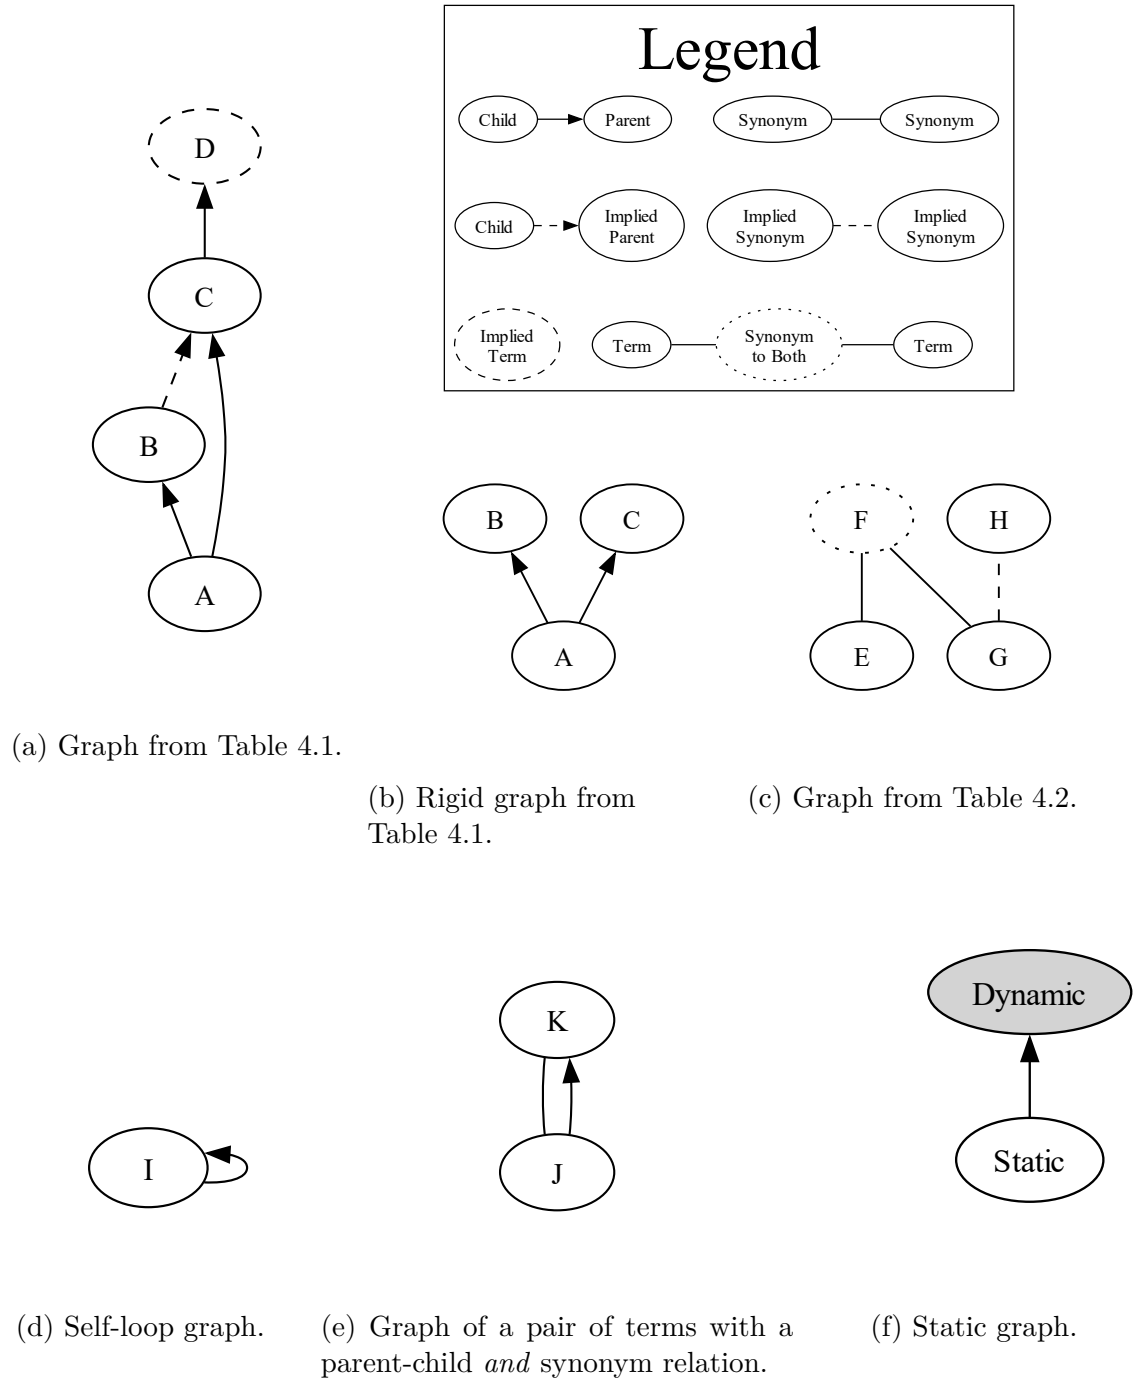 Legend
Child Parent Synonym Synonym
Child Implied Parent Implied Synonym Implied Synonym
Implied Term Term Synonym to Both Term
D
C
B
A
(a) Graph from Table 4.1.
B C
A
(b) Rigid graph from
Table 4.1.
F H
E G
(c) Graph from Table 4.2.
I
(d) Self-loop graph.
K
J
(e) Graph of a pair of terms with a
parent-child and synonym relation.
Dynamic
Static
(f) Static graph.